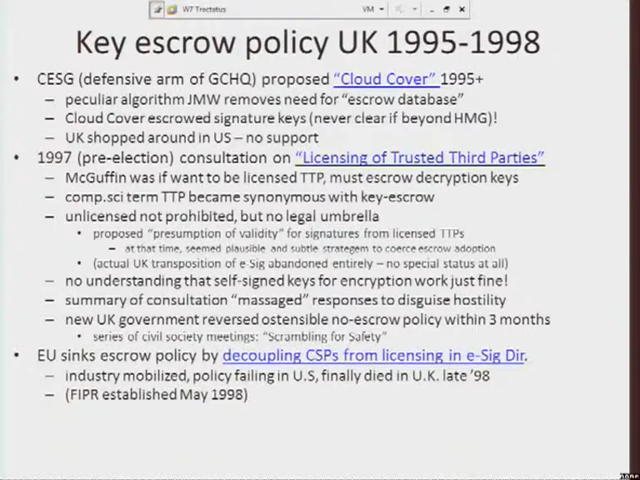 W7 Tractatus
VM
Key escrow policy UK 1995-1998
• CESG (defensive arm of GCHQ) proposed "Cloud Cover" 1995+
– peculiar algorithm JMW removes need for "escrow database"
– Cloud Cover escrowed signature keys (never clear if beyond HMG)!
– UK shopped around in US – no support
• 1997 (pre-election) consultation on "Licensing of Trusted Third Parties"
– McGuffin was if want to be licensed TTP, must escrow decryption keys
– comp.sci term TTP became synonymous with key-escrow
– unlicensed not prohibited, but no legal umbrella
• proposed "presumption of validity" for signatures from licensed TTPs
– at that time, seemed plausible and subtle strategem to coerce escrow adoption
• (actual UK transposition of e-Sig abandoned entirely – no special status at all)
– no understanding that self-signed keys for encryption work just fine!
– summary of consultation "massaged" responses to disguise hostility
– new UK government reversed ostensible no-escrow policy within 3 months
• series of civil society meetings: "Scrambling for Safety"
• EU sinks escrow policy by decoupling CSPs from licensing in e-Sig Dir.
– industry mobilized, policy failing in U.S, finally died in U.K. late '98
– (FIPR established May 1998)